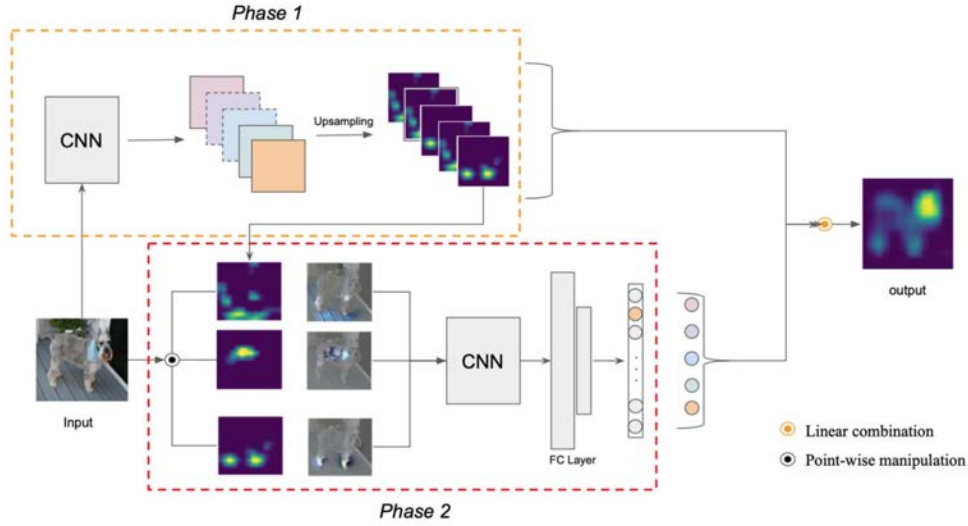 Phase 1
CNN
Upsampling
output
Input
CNN
FC Layer
Linear combination
Point-wise manipulation
Phase 2